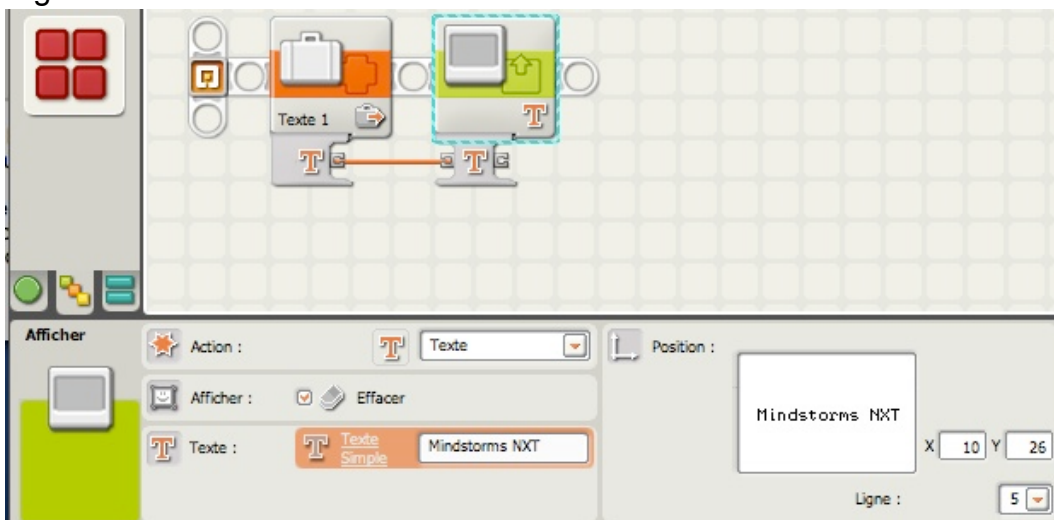 Texte 1
T
T
T
Afficher
Action :
T
Texte
Position :
Afficher :
Effacer
Mindstorms NXT
T
Texte :
T
Texte
Simple
Mindstorms NXT
X 10 Y 26
Ligne :
5